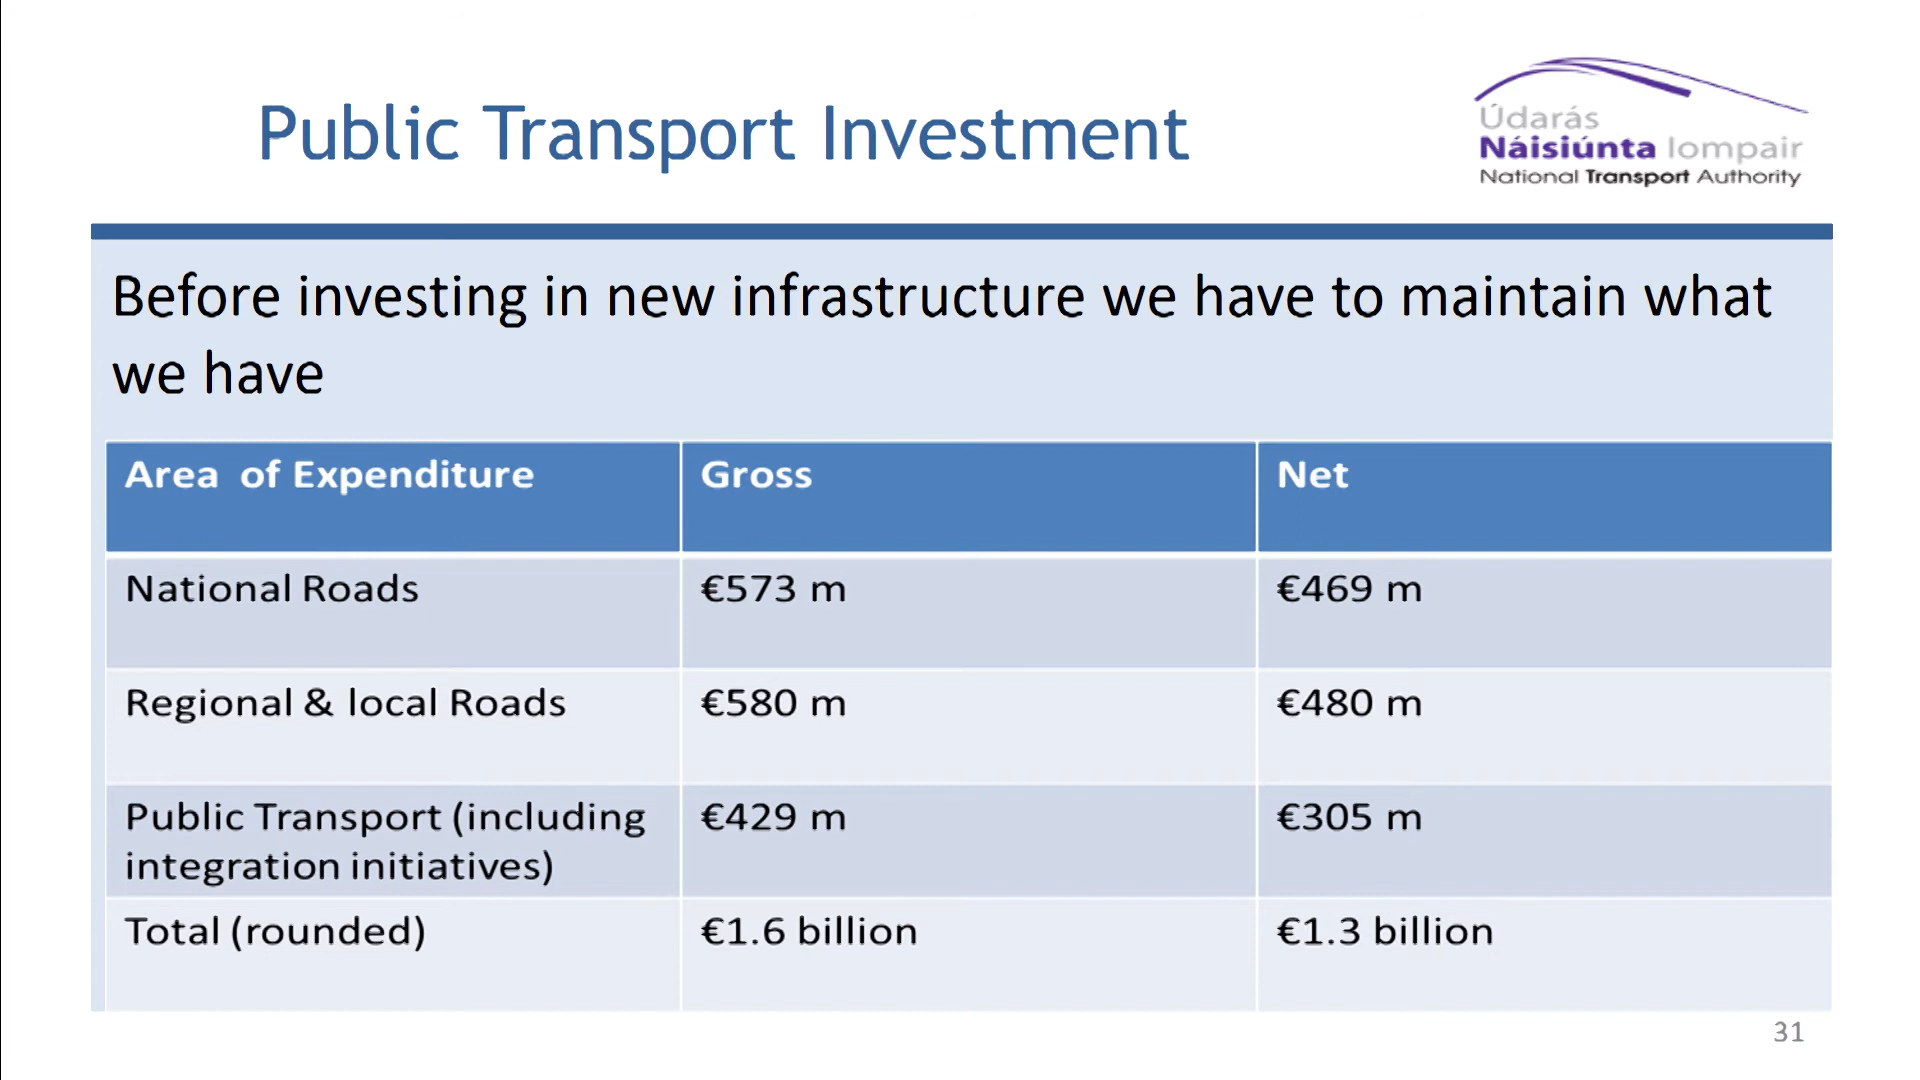 Public Transport Investment
Údarás
Náisiúnta Iompair
National Transport Authority
Before investing in new infrastructure we have to maintain what
we have
Area of Expenditure Gross Net
National Roads €573 m €469 m
Regional & local Roads €580 m €480 m
Public Transport (including €429 m €305 m
integration initiatives)
Total (rounded) €1.6 billion €1.3 billion
31